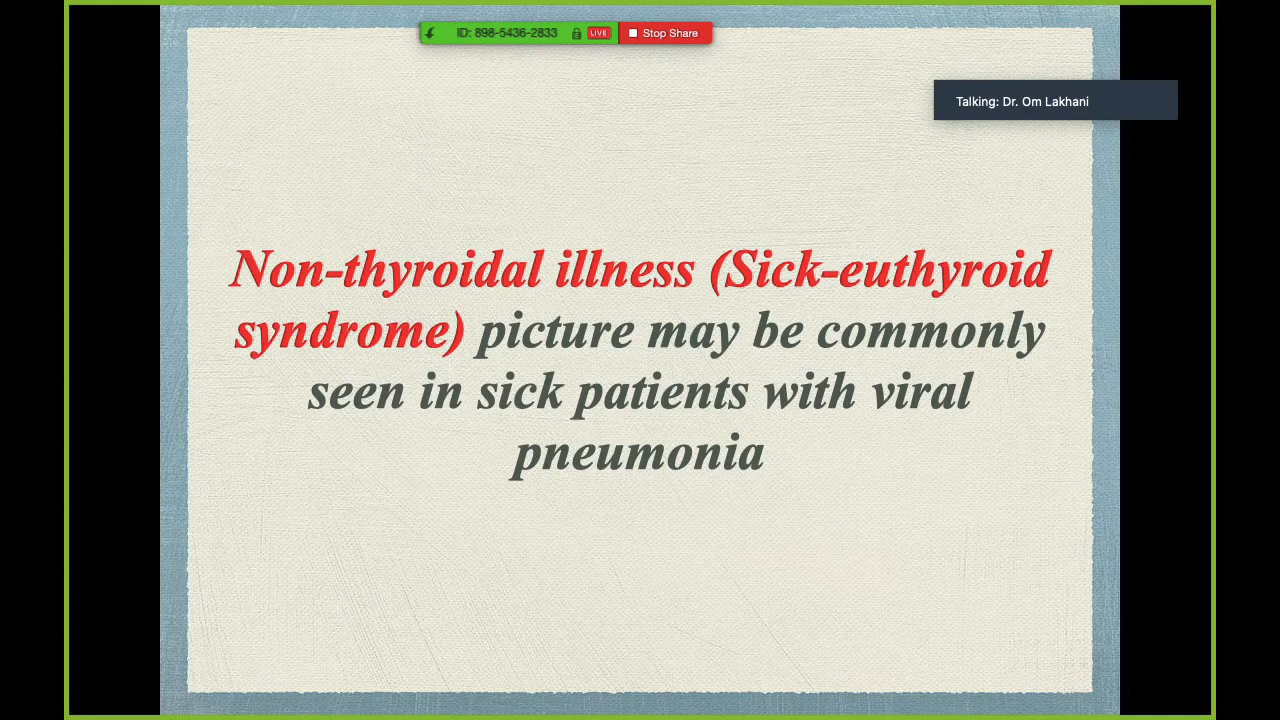 ID: 898-5436-2833 LIVE Stop Share
Talking: Dr. Om Lakhani
Non-thyroidal illness (Sick-euthyroid
syndrome) picture may be commonly
seen in sick patients with viral
pneumonia